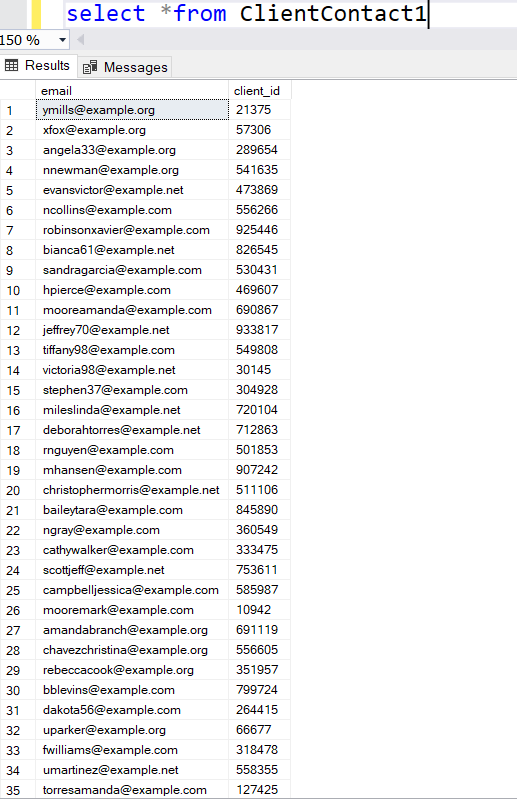 select *from ClientContact1
150 %
Results Messages
email client_id
1 ymills@example.org 21375
2 xfox@example.org 57306
3 angela33@example.org 289654
4 nnewman@example.org 541635
5 evansvictor@example.net 473869
6 ncollins@example.com 556266
7 robinsonxavier@example.com 925446
8 bianca61@example.net 826545
9 sandragarcia@example.com 530431
10 hpierce@example.com 469607
11 mooreamanda@example.com 690867
12 jeffrey70@example.net 933817
13 tiffany98@example.com 549808
14 victoria98@example.net 30145
15 stephen37@example.com 304928
16 mileslinda@example.net 720104
17 deborahtorres@example.net 712863
18 rnguyen@example.com 501853
19 mhansen@example.com 907242
20 christophermorris@example.net 511106
21 baileytara@example.com 845890
22 ngray@example.com 360549
23 cathywalker@example.com 333475
24 scottjeff@example.net 753611
25 campbelljessica@example.com 585987
26 mooremark@example.com 10942
27 amandabranch@example.org 691119
28 chavezchristina@example.org 556605
29 rebeccacook@example.org 351957
30 bblevins@example.com 799724
31 dakota56@example.com 264415
32 uparker@example.org 66677
33 fwilliams@example.com 318478
34 umartinez@example.net 558355
35 torresamanda@example.com 127425